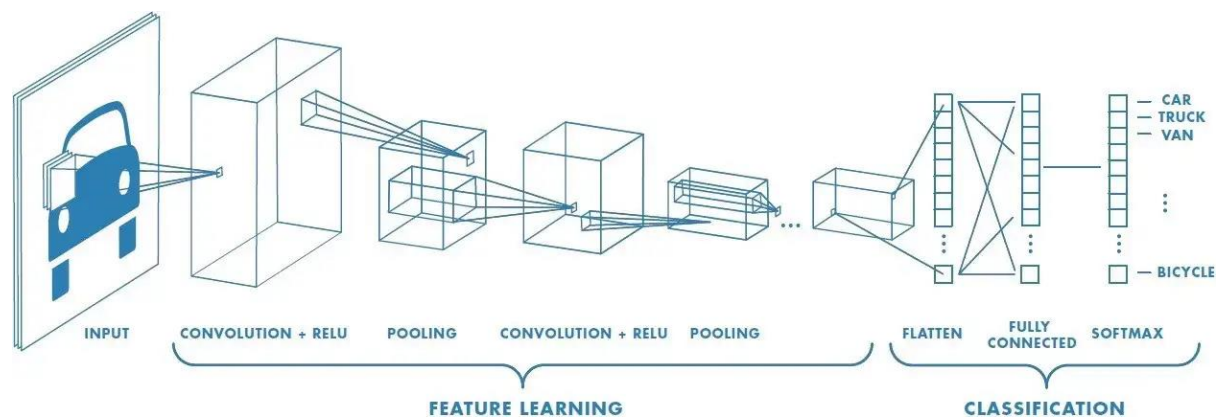 CAR
TRUCK
VAN
BICYCLE
INPUT
CONVOLUTION + RELU
POOLING
CONVOLUTION + RELU
POOLING
FLATTEN
FULLY
CONNECTED
SOFTMAX
FEATURE LEARNING
CLASSIFICATION